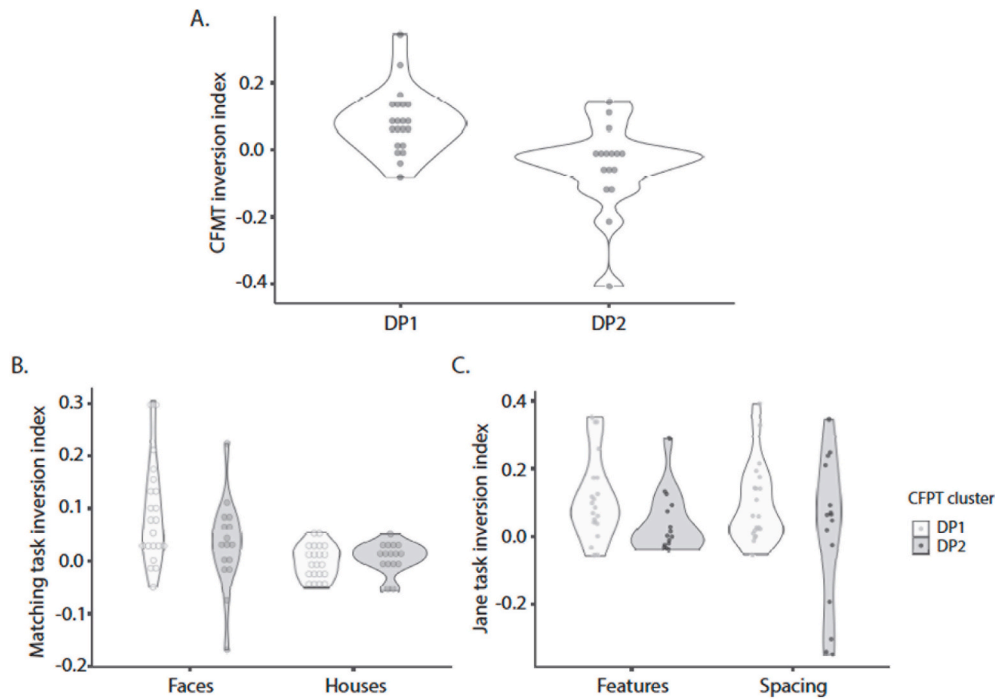 A.
CFMT inversion index
0.2
0.0
-0.2
-0.4
DP1 DP2
B.
Matching task inversion index
0.3
0.2
0.1
0.0
-0.1
-0.2
Faces Houses
C.
Jane task inversion index
0.4
0.2
0.0
-0.2
Features Spacing
CFPT cluster
DP1
DP2